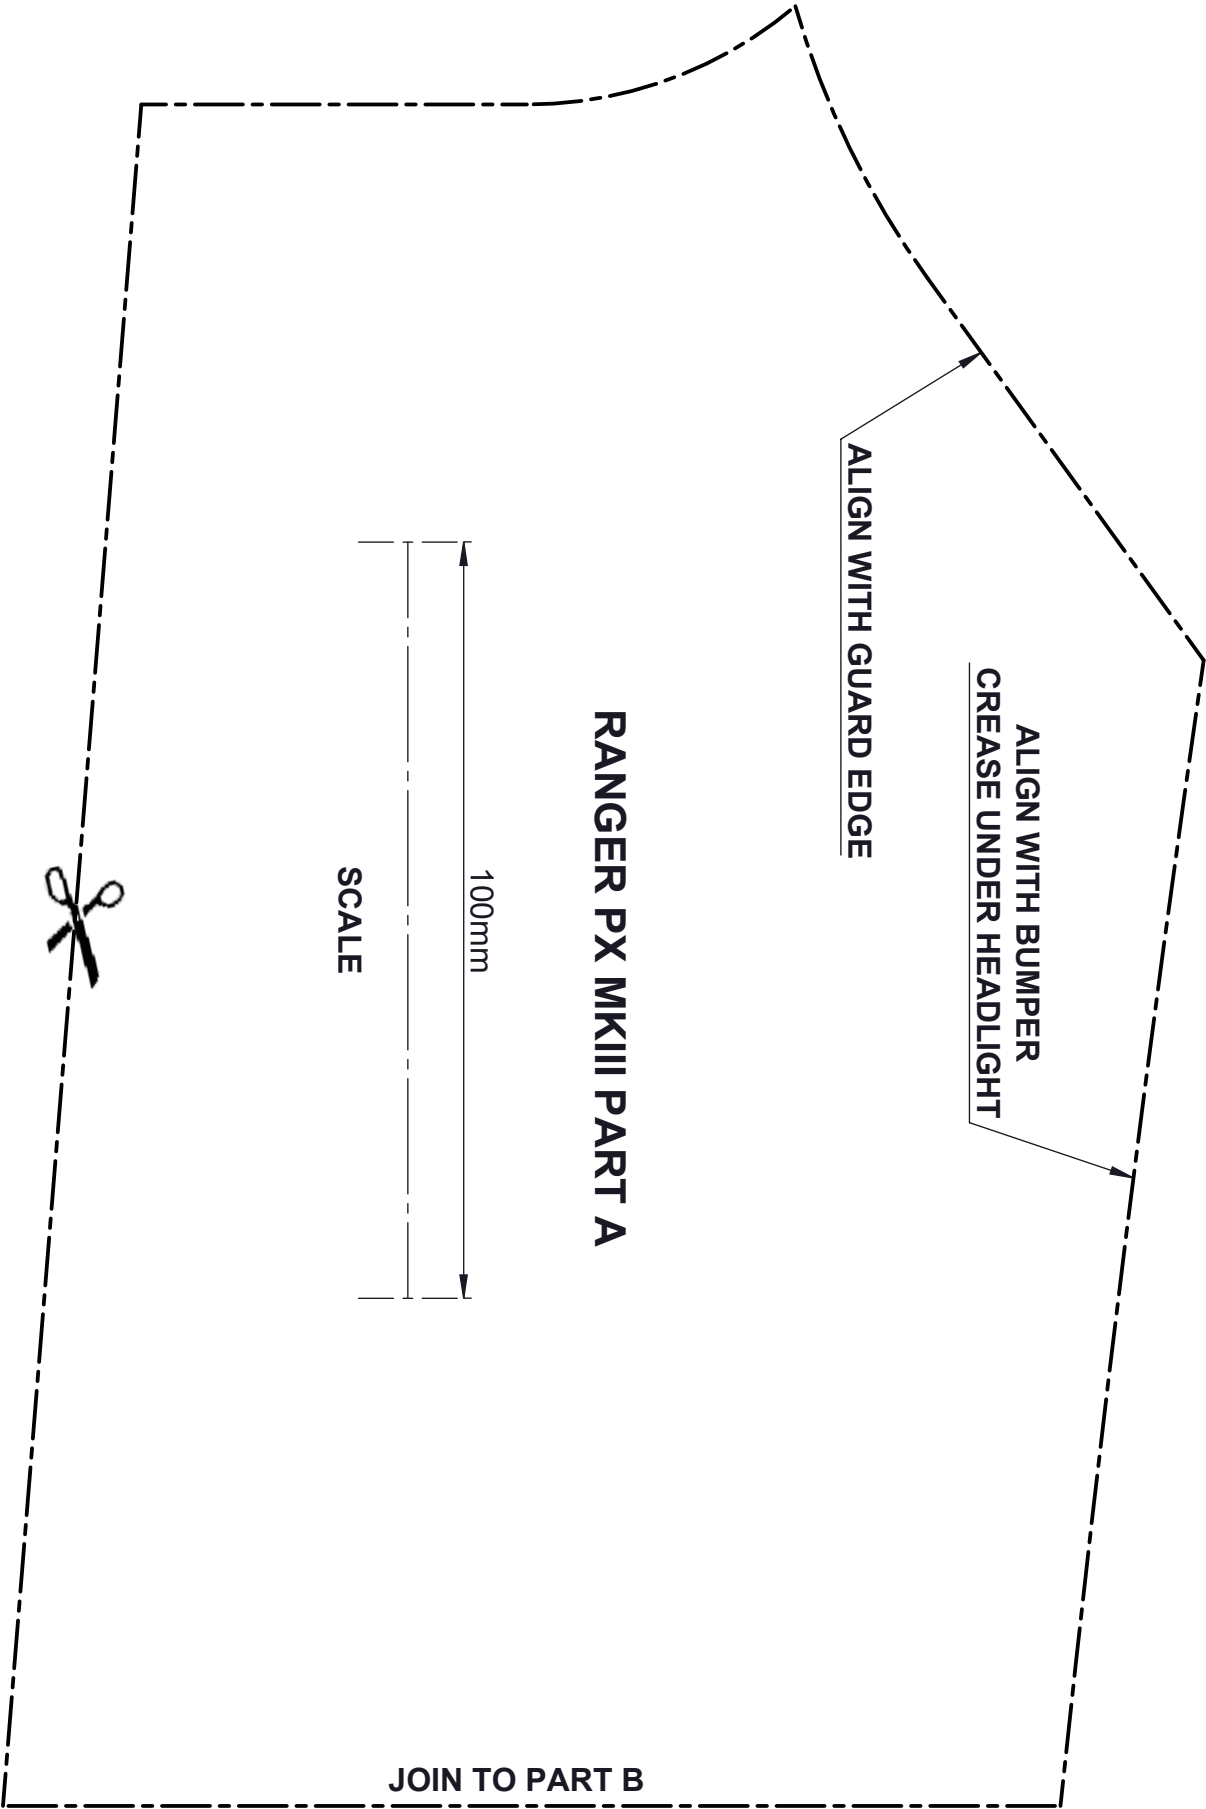 ALIGN WITH BUMPER
CREASE UNDER HEADLIGHT
ALIGN WITH GUARD EDGE
RANGER PX MKIII PART A
100mm
SCALE
JOIN TO PART B